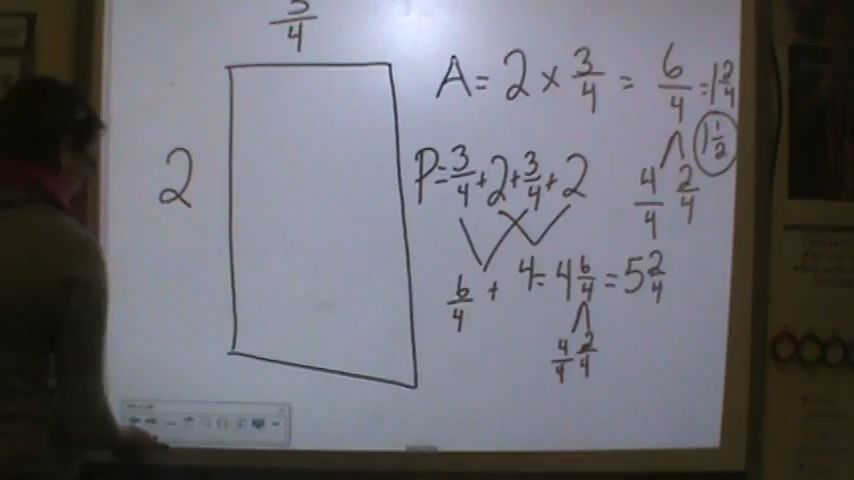 3/4
A = 2 × 3/4 = 6/4 = 1 2/4
1 1/2
4/4 2/4
2
P = 3/4 + 2 + 3/4 + 2
6/4 + 4 = 4 6/4 = 5 2/4
4/4 2/4